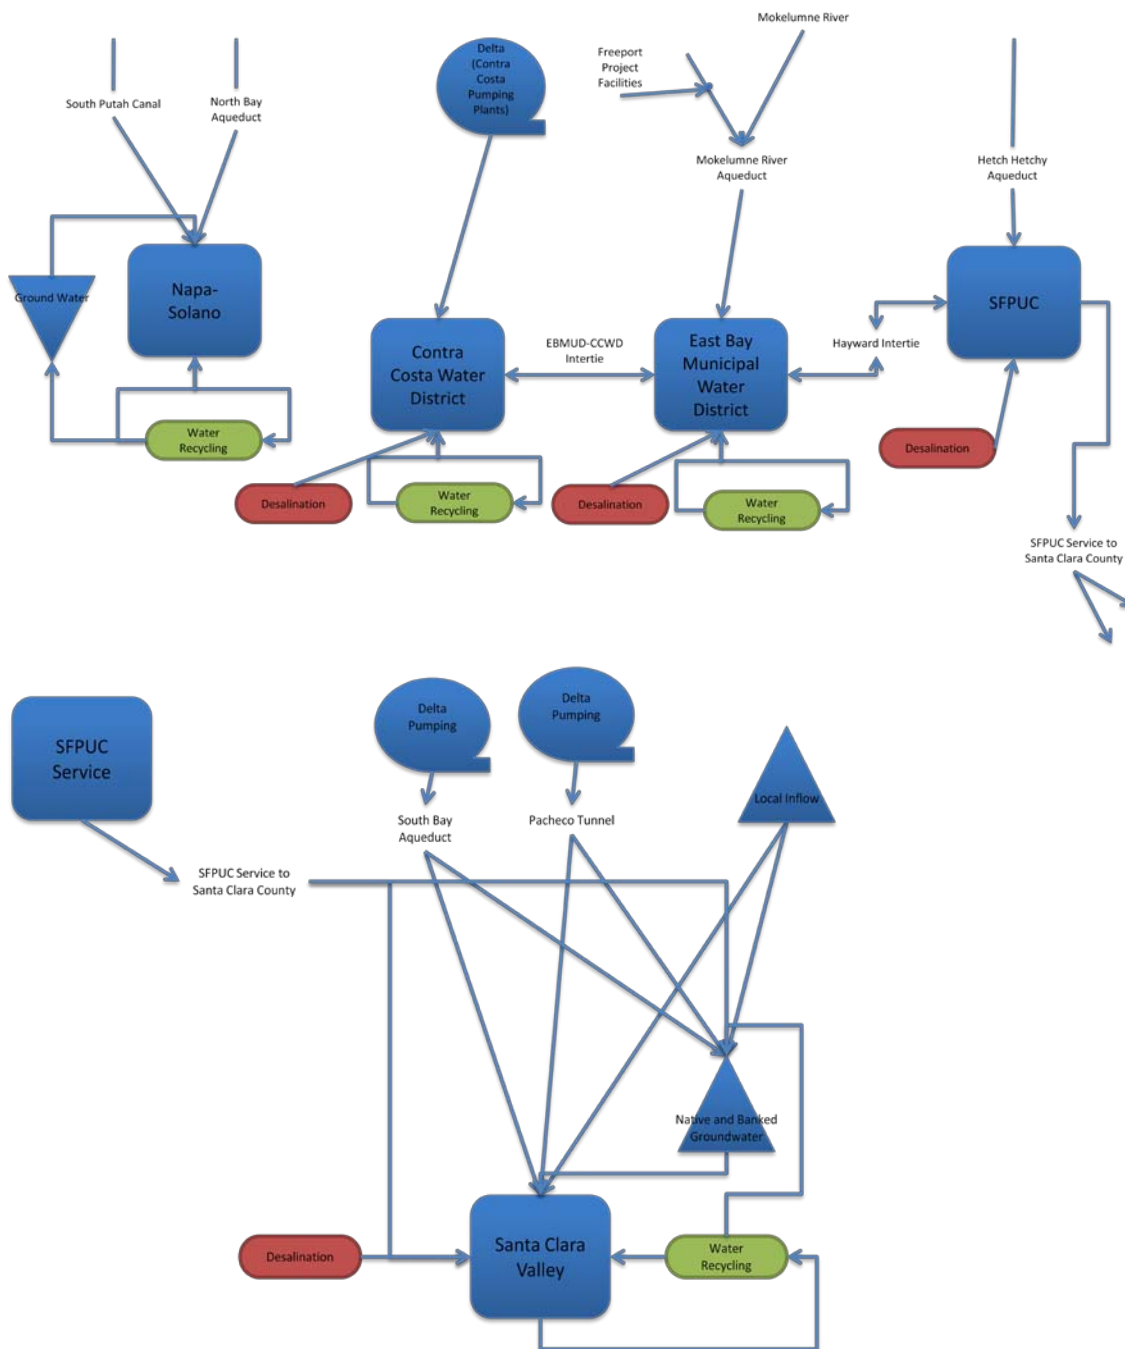 Mokelumne River
Delta
(Contra
Costa
Pumping
Plants)
Freeport
Project
Facilities
South Putah Canal
North Bay
Aqueduct
Mokelumne River
Aqueduct
Hetch Hetchy
Aqueduct
Ground Water
Napa-
Solano
SFPUC
Contra
Costa Water
District
EBMUD-CCWD
Intertie
East Bay
Municipal
Water
District
Hayward Intertie
Water
Recycling
Desalination
Desalination
Water
Recycling
Desalination
Water
Recycling
SFPUC Service to
Santa Clara County
SFPUC
Service
Delta
Pumping
Delta
Pumping
Local Inflow
South Bay
Aqueduct
Pacheco Tunnel
SFPUC Service to
Santa Clara County
Native and Banked
Groundwater
Desalination
Santa Clara
Valley
Water
Recycling